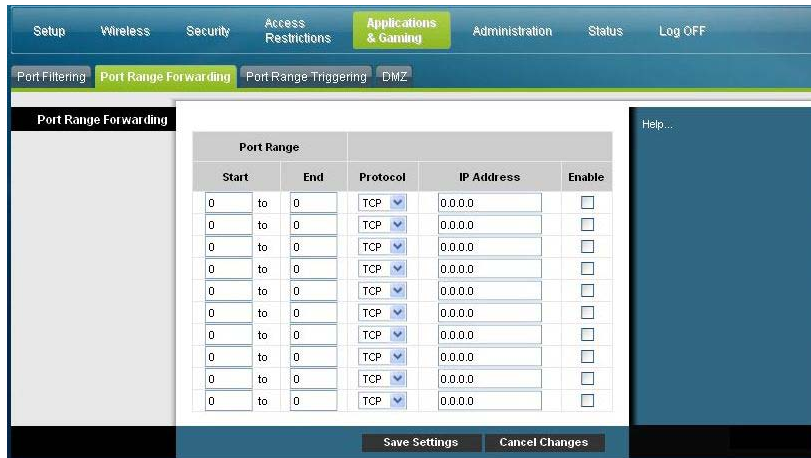 Setup Wireless Security Access Restrictions Applications & Gaming Administration Status Log OFF
Port Filtering Port Range Forwarding Port Range Triggering DMZ
Port Range Forwarding
Help...
Port Range
Start End Protocol IP Address Enable
0 to 0 TCP 0.0.0.0
0 to 0 TCP 0.0.0.0
0 to 0 TCP 0.0.0.0
0 to 0 TCP 0.0.0.0
0 to 0 TCP 0.0.0.0
0 to 0 TCP 0.0.0.0
0 to 0 TCP 0.0.0.0
0 to 0 TCP 0.0.0.0
0 to 0 TCP 0.0.0.0
0 to 0 TCP 0.0.0.0
Save Settings Cancel Changes